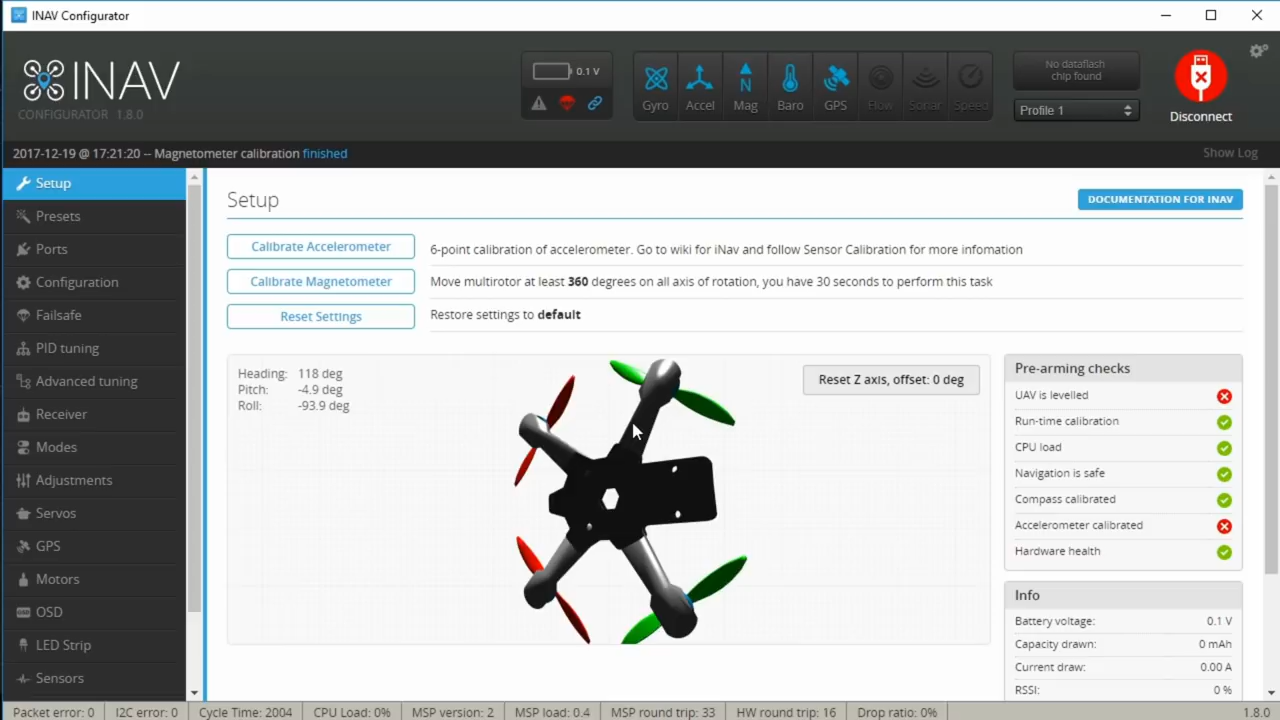 INAV Configurator
INAV
CONFIGURATOR 1.8.0
0.1 V
Gyro
Accel
N
Mag
Baro
GPS
Flow
Sonar
Speed
No dataflash
chip found
Profile 1
Disconnect
2017-12-19 @ 17:21:20 -- Magnetometer calibration finished
Show Log
Setup
Presets
Ports
Configuration
Failsafe
PID tuning
Advanced tuning
Receiver
Modes
Adjustments
Servos
GPS
Motors
OSD
LED Strip
Sensors
Setup
DOCUMENTATION FOR INAV
Calibrate Accelerometer
6-point calibration of accelerometer. Go to wiki for iNav and follow Sensor Calibration for more infomation
Calibrate Magnetometer
Move multirotor at least 360 degrees on all axis of rotation, you have 30 seconds to perform this task
Reset Settings
Restore settings to default
Heading: 118 deg
Pitch: -4.9 deg
Roll: -93.9 deg
Reset Z axis, offset: 0 deg
Pre-arming checks
UAV is levelled
Run-time calibration
CPU load
Navigation is safe
Compass calibrated
Accelerometer calibrated
Hardware health
Info
Battery voltage: 0.1 V
Capacity drawn: 0 mAh
Current draw: 0.00 A
RSSI: 0 %
Packet error: 0
I2C error: 0
Cycle Time: 2004
CPU Load: 0%
MSP version: 2
MSP load: 0.4
MSP round trip: 33
HW round trip: 16
Drop ratio: 0%
1.8.0